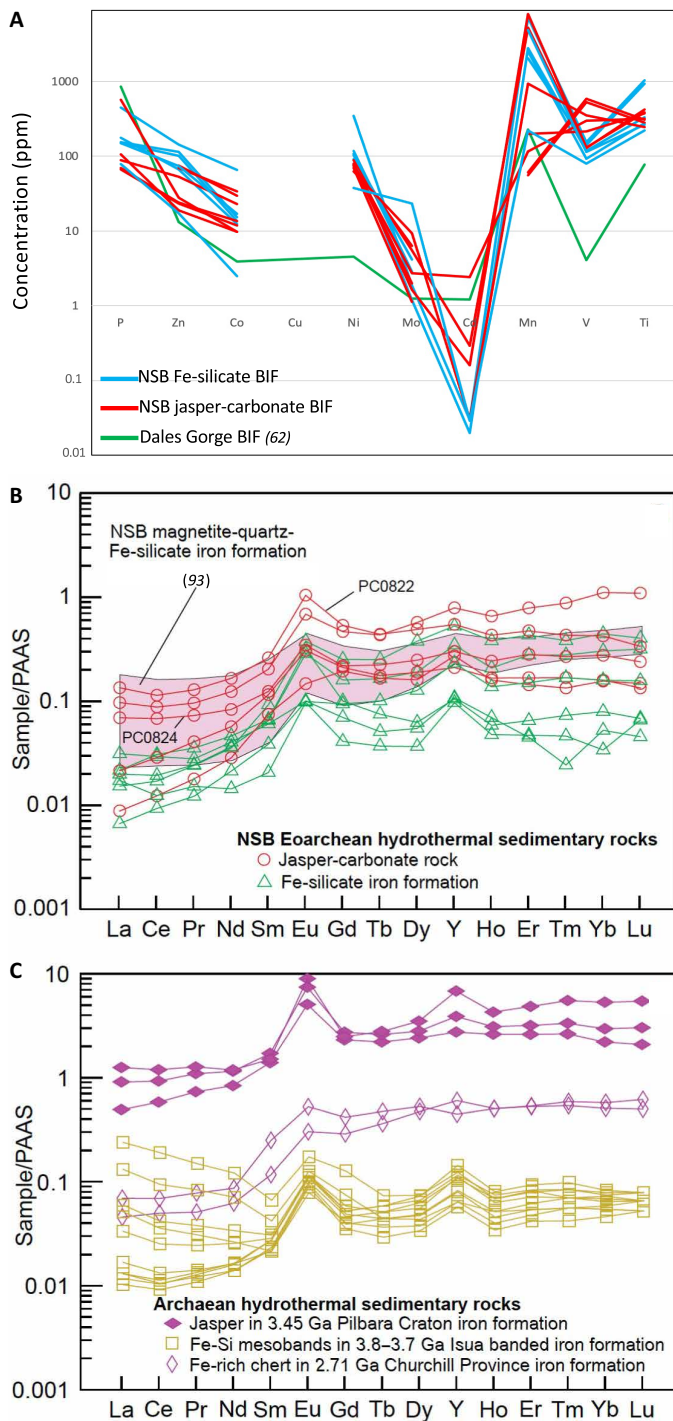 A
Concentration (ppm)
1000
100
10
1
0.1
0.01
P Zn Co Cu Ni Mo Cd Mn V Ti
NSB Fe-silicate BIF
NSB jasper-carbonate BIF
Dales Gorge BIF (62)
B
Sample/PAAS
10
1
0.1
0.01
0.001
NSB magnetite-quartz-
Fe-silicate iron formation
(93)
PC0822
PC0824
NSB Eoarchean hydrothermal sedimentary rocks
Jasper-carbonate rock
Fe-silicate iron formation
La Ce Pr Nd Sm Eu Gd Tb Dy Y Ho Er Tm Yb Lu
C
Sample/PAAS
10
1
0.1
0.01
0.001
Archaean hydrothermal sedimentary rocks
Jasper in 3.45 Ga Pilbara Craton iron formation
Fe-Si mesobands in 3.8–3.7 Ga Isua banded iron formation
Fe-rich chert in 2.71 Ga Churchill Province iron formation
La Ce Pr Nd Sm Eu Gd Tb Dy Y Ho Er Tm Yb Lu